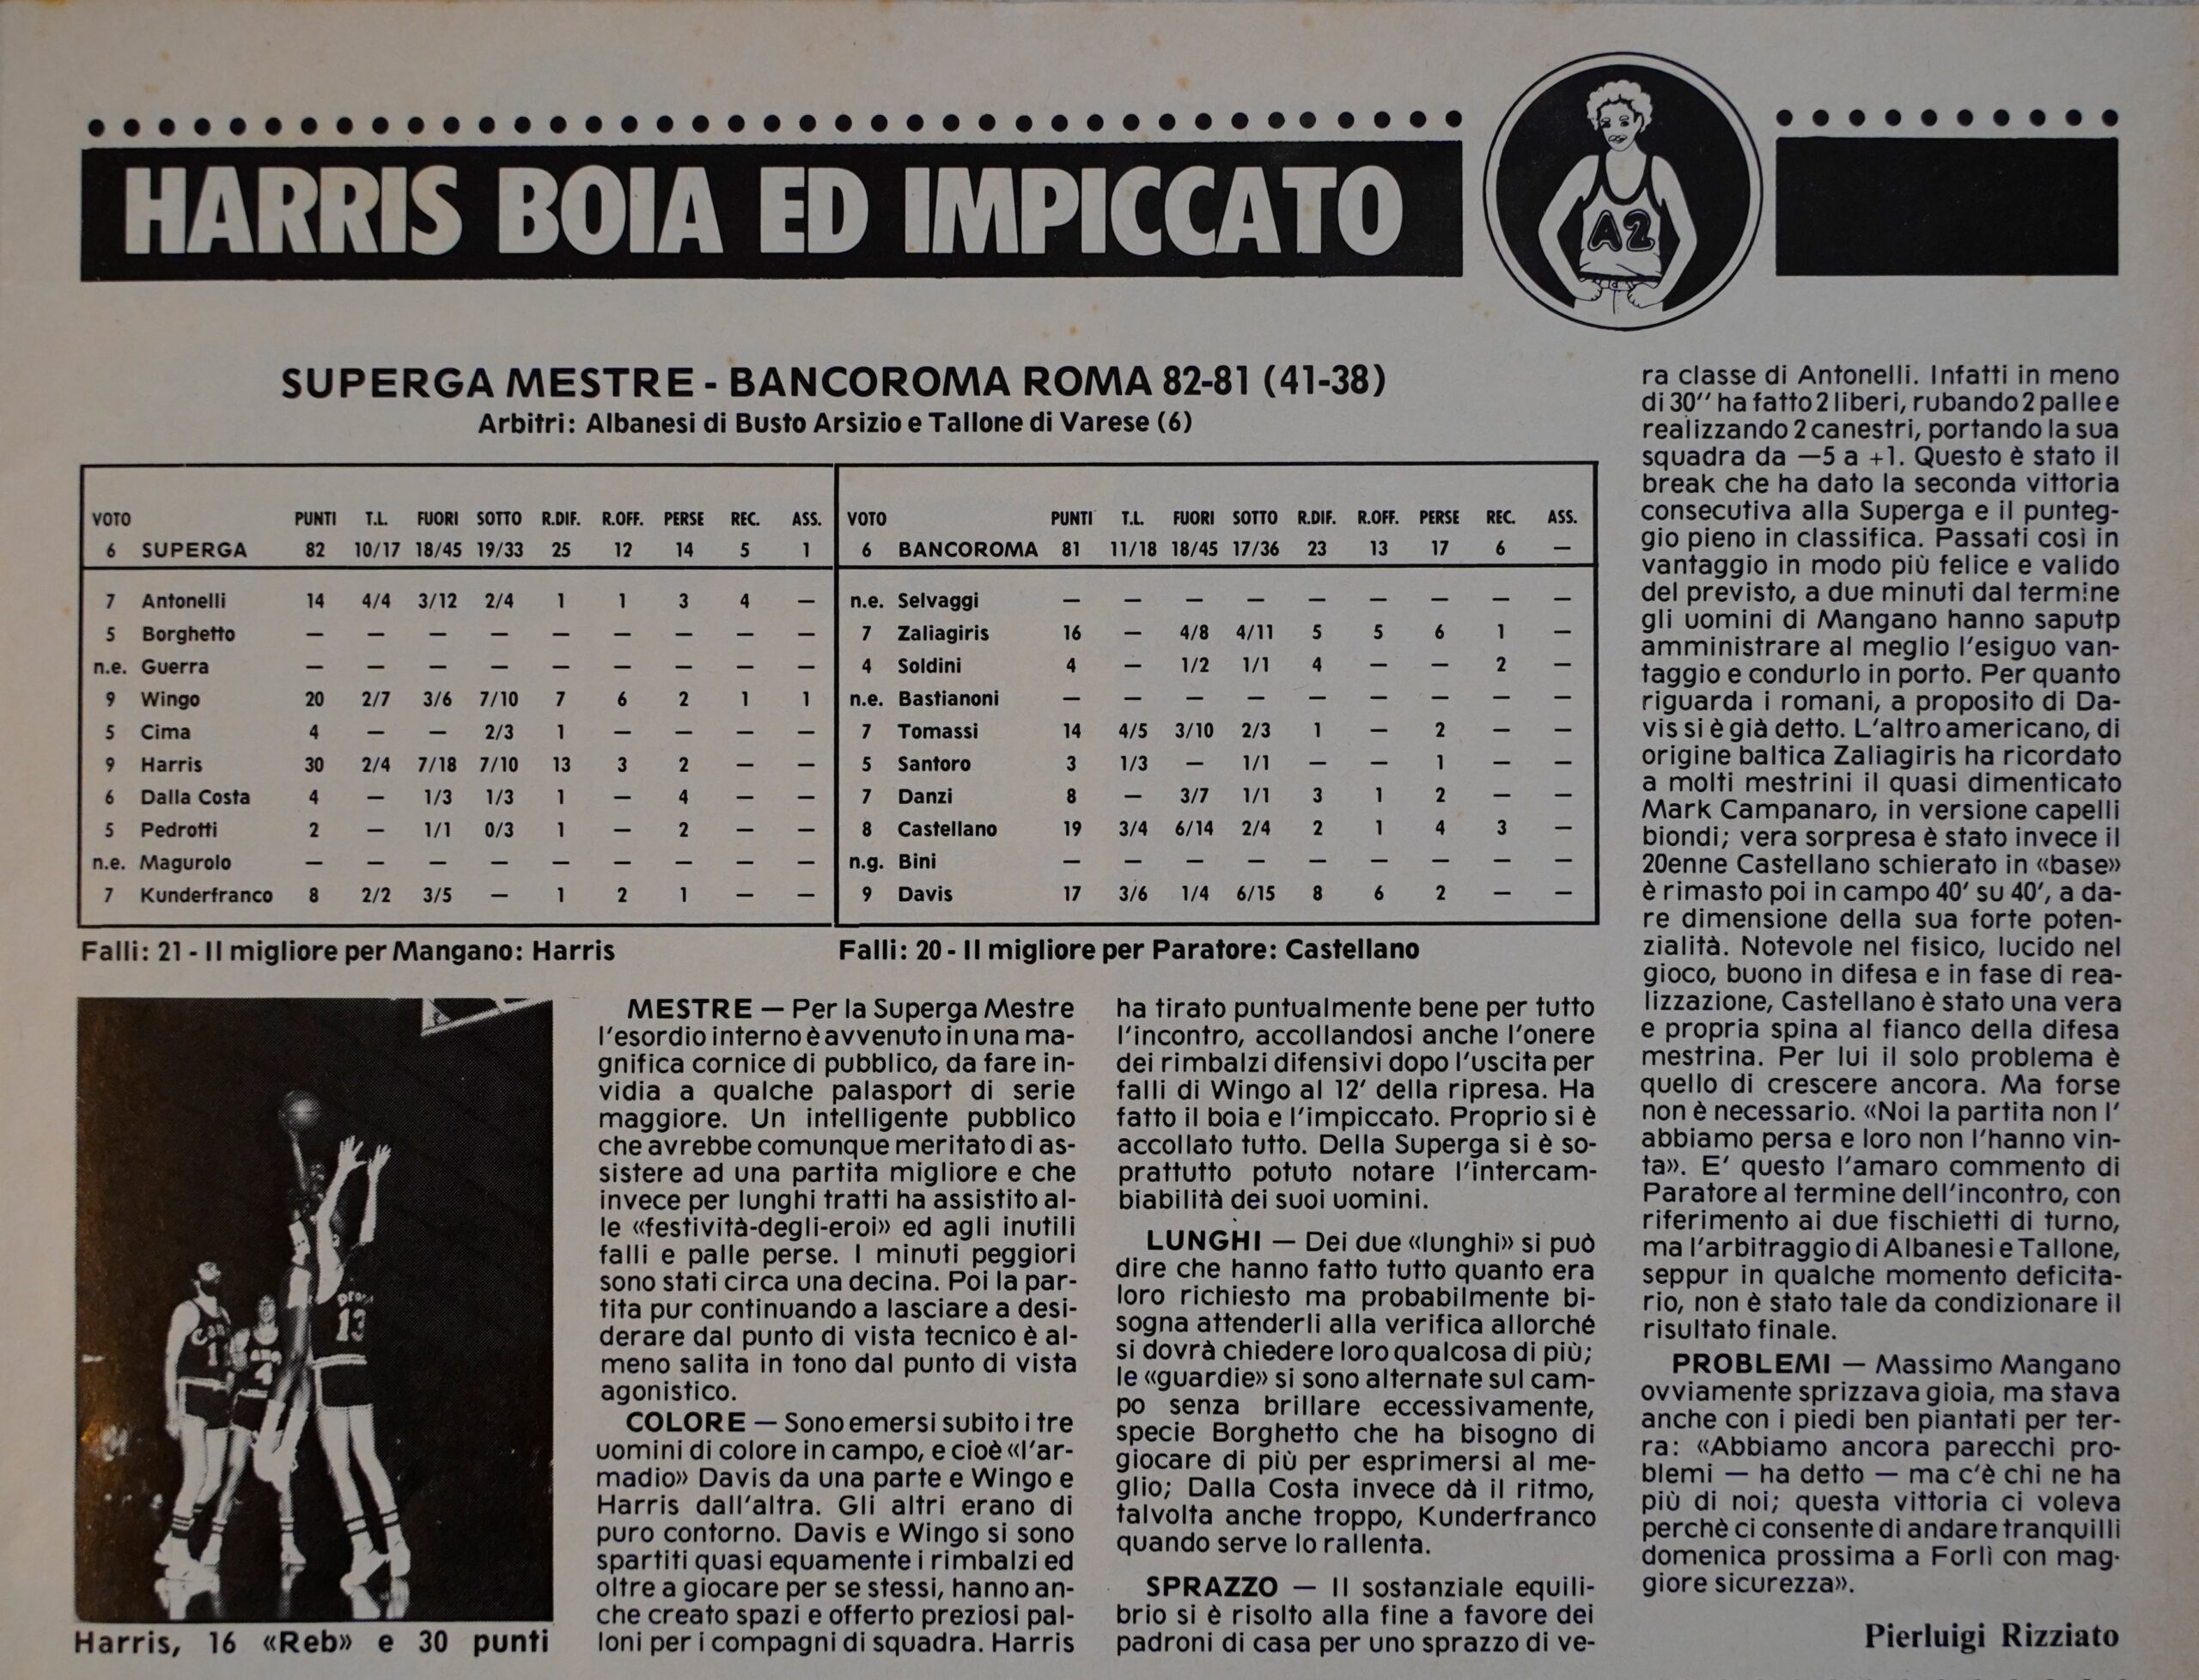 HARRIS BOIA ED IMPICCATO
A2
SUPERGA MESTRE - BANCOROMA ROMA 82-81 (41-38)
Arbitri: Albanesi di Busto Arsizio e Tallone di Varese (6)
VOTO PUNTI T.L. FUORI SOTTO R.DIF. R.OFF. PERSE REC. ASS.
6 SUPERGA 82 10/17 18/45 19/33 25 12 14 5 1
7 Antonelli 14 4/4 3/12 2/4 1 1 3 4 —
5 Borghetto — — — — — — — — —
n.e. Guerra — — — — — — — — —
9 Wingo 20 2/7 3/6 7/10 7 6 2 1 1
5 Cima 4 — — 2/3 1 — — — —
9 Harris 30 2/4 7/18 7/10 13 3 2 — —
6 Dalla Costa 4 — 1/3 1/3 1 — 4 — —
5 Pedrotti 2 — 1/1 0/3 1 — 2 — —
n.e. Magurolo — — — — — — — — —
7 Kunderfranco 8 2/2 3/5 — 1 2 1 — —
Falli: 21 - Il migliore per Mangano: Harris
VOTO PUNTI T.L. FUORI SOTTO R.DIF. R.OFF. PERSE REC. ASS.
6 BANCOROMA 81 11/18 18/45 17/36 23 13 17 6 —
n.e. Selvaggi — — — — — — — — —
7 Zaliagiris 16 — 4/8 4/11 5 5 6 1 —
4 Soldini 4 — 1/2 1/1 4 — — 2 —
n.e. Bastianoni — — — — — — — — —
7 Tomassi 14 4/5 3/10 2/3 1 — 2 — —
5 Santoro 3 1/3 — 1/1 — — 1 — —
7 Danzi 8 — 3/7 1/1 3 1 2 — —
8 Castellano 19 3/4 6/14 2/4 2 1 4 3 —
n.g. Bini — — — — — — — — —
9 Davis 17 3/6 1/4 6/15 8 6 2 — —
Falli: 20 - Il migliore per Paratore: Castellano
13
4
Harris, 16 «Reb» e 30 punti
MESTRE — Per la Superga Mestre
l'esordio interno è avvenuto in una ma-
gnifica cornice di pubblico, da fare in-
vidia a qualche palasport di serie
maggiore. Un intelligente pubblico
che avrebbe comunque meritato di as-
sistere ad una partita migliore e che
invece per lunghi tratti ha assistito al-
le «festività-degli-eroi» ed agli inutili
falli e palle perse. I minuti peggiori
sono stati circa una decina. Poi la par-
tita pur continuando a lasciare a desi-
derare dal punto di vista tecnico è al-
meno salita in tono dal punto di vista
agonistico.
COLORE — Sono emersi subito i tre
uomini di colore in campo, e cioè «l'ar-
madio» Davis da una parte e Wingo e
Harris dall'altra. Gli altri erano di
puro contorno. Davis e Wingo si sono
spartiti quasi equamente i rimbalzi ed
oltre a giocare per se stessi, hanno an-
che creato spazi e offerto preziosi pal-
loni per i compagni di squadra. Harris
ha tirato puntualmente bene per tutto
l'incontro, accollandosi anche l'onere
dei rimbalzi difensivi dopo l'uscita per
falli di Wingo al 12' della ripresa. Ha
fatto il boia e l'impiccato. Proprio si è
accollato tutto. Della Superga si è so-
prattutto potuto notare l'intercam-
biabilità dei suoi uomini.
LUNGHI — Dei due «lunghi» si può
dire che hanno fatto tutto quanto era
loro richiesto ma probabilmente bi-
sogna attenderli alla verifica allorché
si dovrà chiedere loro qualcosa di più;
le «guardie» si sono alternate sul cam-
po senza brillare eccessivamente,
specie Borghetto che ha bisogno di
giocare di più per esprimersi al me-
glio; Dalla Costa invece dà il ritmo,
talvolta anche troppo, Kunderfranco
quando serve lo rallenta.
SPRAZZO — Il sostanziale equili-
brio si è risolto alla fine a favore dei
padroni di casa per uno sprazzo di ve-
ra classe di Antonelli. Infatti in meno
di 30'' ha fatto 2 liberi, rubando 2 palle e
realizzando 2 canestri, portando la sua
squadra da —5 a +1. Questo è stato il
break che ha dato la seconda vittoria
consecutiva alla Superga e il punteg-
gio pieno in classifica. Passati così in
vantaggio in modo più felice e valido
del previsto, a due minuti dal termine
gli uomini di Mangano hanno saputp
amministrare al meglio l'esiguo van-
taggio e condurlo in porto. Per quanto
riguarda i romani, a proposito di Da-
vis si è già detto. L'altro americano, di
origine baltica Zaliagiris ha ricordato
a molti mestrini il quasi dimenticato
Mark Campanaro, in versione capelli
biondi; vera sorpresa è stato invece il
20enne Castellano schierato in «base»
è rimasto poi in campo 40' su 40', a da-
re dimensione della sua forte poten-
zialità. Notevole nel fisico, lucido nel
gioco, buono in difesa e in fase di rea-
lizzazione, Castellano è stato una vera
e propria spina al fianco della difesa
mestrina. Per lui il solo problema è
quello di crescere ancora. Ma forse
non è necessario. «Noi la partita non l'
abbiamo persa e loro non l'hanno vin-
ta». E' questo l'amaro commento di
Paratore al termine dell'incontro, con
riferimento ai due fischietti di turno,
ma l'arbitraggio di Albanesi e Tallone,
seppur in qualche momento deficita-
rio, non è stato tale da condizionare il
risultato finale.
PROBLEMI — Massimo Mangano
ovviamente sprizzava gioia, ma stava
anche con i piedi ben piantati per ter-
ra: «Abbiamo ancora parecchi pro-
blemi — ha detto — ma c'è chi ne ha
più di noi; questa vittoria ci voleva
perchè ci consente di andare tranquilli
domenica prossima a Forlì con mag-
giore sicurezza».
Pierluigi Rizziato